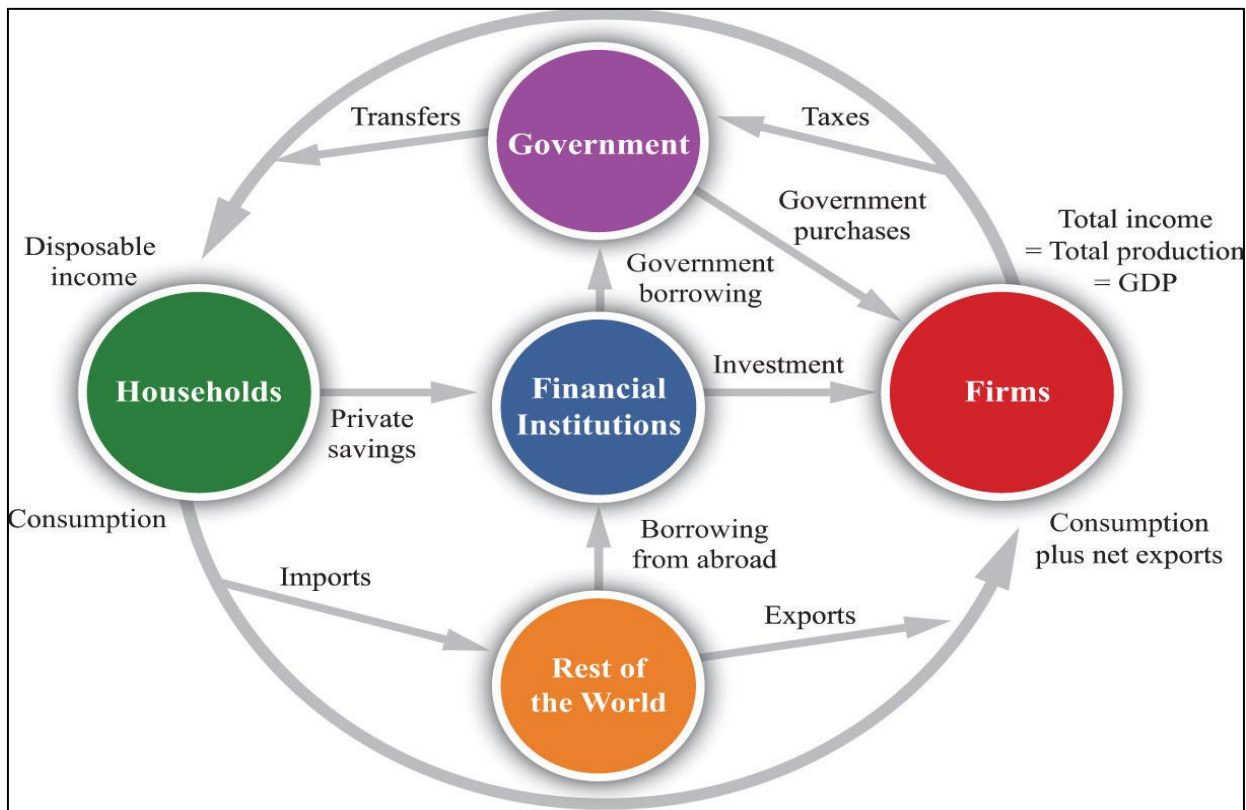 Transfers
Government
Taxes
Government
purchases
Total income
= Total production
= GDP
Disposable
income
Government
borrowing
Households
Private
savings
Financial
Institutions
Investment
Firms
Consumption
Imports
Borrowing
from abroad
Consumption
plus net exports
Exports
Rest of
the World